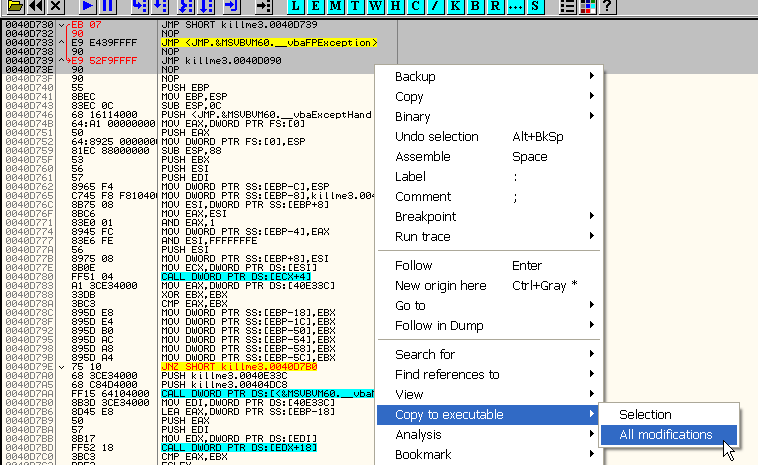 L E M T W H C / K B R ... S
0040D730 EB 07 JMP SHORT killme3.0040D739
0040D732 90 NOP
0040D733 E9 E439FFFF JMP <JMP.&MSVBVM60.__vbaFPException>
0040D738 90 NOP
0040D739 E9 52F9FFFF JMP killme3.0040D090
0040D73E 90 NOP
0040D73F 90 NOP
0040D740 55 PUSH EBP
0040D741 8BEC MOV EBP,ESP
0040D743 83EC 0C SUB ESP,0C
0040D746 68 16114000 PUSH <JMP.&MSVBVM60.__vbaExceptHand
0040D74B 64:A1 00000000 MOV EAX,DWORD PTR FS:[0]
0040D751 50 PUSH EAX
0040D752 64:8925 0000000 MOV DWORD PTR FS:[0],ESP
0040D759 81EC 88000000 SUB ESP,88
0040D75F 53 PUSH EBX
0040D760 56 PUSH ESI
0040D761 57 PUSH EDI
0040D762 8965 F4 MOV DWORD PTR SS:[EBP-C],ESP
0040D765 C745 F8 F81040 MOV DWORD PTR SS:[EBP-8],killme3.004
0040D76C 8B75 08 MOV ESI,DWORD PTR SS:[EBP+8]
0040D76F 8BC6 MOV EAX,ESI
0040D771 83E0 01 AND EAX,1
0040D774 8945 FC MOV DWORD PTR SS:[EBP-4],EAX
0040D777 83E6 FE AND ESI,FFFFFFFE
0040D77A 56 PUSH ESI
0040D77B 8975 08 MOV DWORD PTR SS:[EBP+8],ESI
0040D77E 8B0E MOV ECX,DWORD PTR DS:[ESI]
0040D780 FF51 04 CALL DWORD PTR DS:[ECX+4]
0040D783 A1 3CE34000 MOV EAX,DWORD PTR DS:[40E33C]
0040D788 33DB XOR EBX,EBX
0040D78A 3BC3 CMP EAX,EBX
0040D78C 895D E8 MOV DWORD PTR SS:[EBP-18],EBX
0040D78F 895D E4 MOV DWORD PTR SS:[EBP-1C],EBX
0040D792 895D B0 MOV DWORD PTR SS:[EBP-50],EBX
0040D795 895D AC MOV DWORD PTR SS:[EBP-54],EBX
0040D798 895D A8 MOV DWORD PTR SS:[EBP-58],EBX
0040D79B 895D A4 MOV DWORD PTR SS:[EBP-5C],EBX
0040D79E 75 10 JNZ SHORT killme3.0040D7B0
0040D7A0 68 3CE34000 PUSH killme3.0040E33C
0040D7A5 68 C84D4000 PUSH killme3.00404DC8
0040D7AA FF15 64104000 CALL DWORD PTR DS:[<&MSVBVM60.__vbaN
0040D7B0 8B3D 3CE34000 MOV EDI,DWORD PTR DS:[40E33C]
0040D7B6 8D45 E8 LEA EAX,DWORD PTR SS:[EBP-18]
0040D7B9 50 PUSH EAX
0040D7BA 57 PUSH EDI
0040D7BB 8B17 MOV EDX,DWORD PTR DS:[EDI]
0040D7BD FF52 18 CALL DWORD PTR DS:[EDX+18]
0040D7C0 3BC3 CMP EAX,EBX
Backup
Copy
Binary
Undo selection Alt+BkSp
Assemble Space
Label :
Comment ;
Breakpoint
Run trace
Follow Enter
New origin here Ctrl+Gray *
Go to
Follow in Dump
Search for
Find references to
View
Copy to executable
Analysis
Bookmark
Selection
All modifications